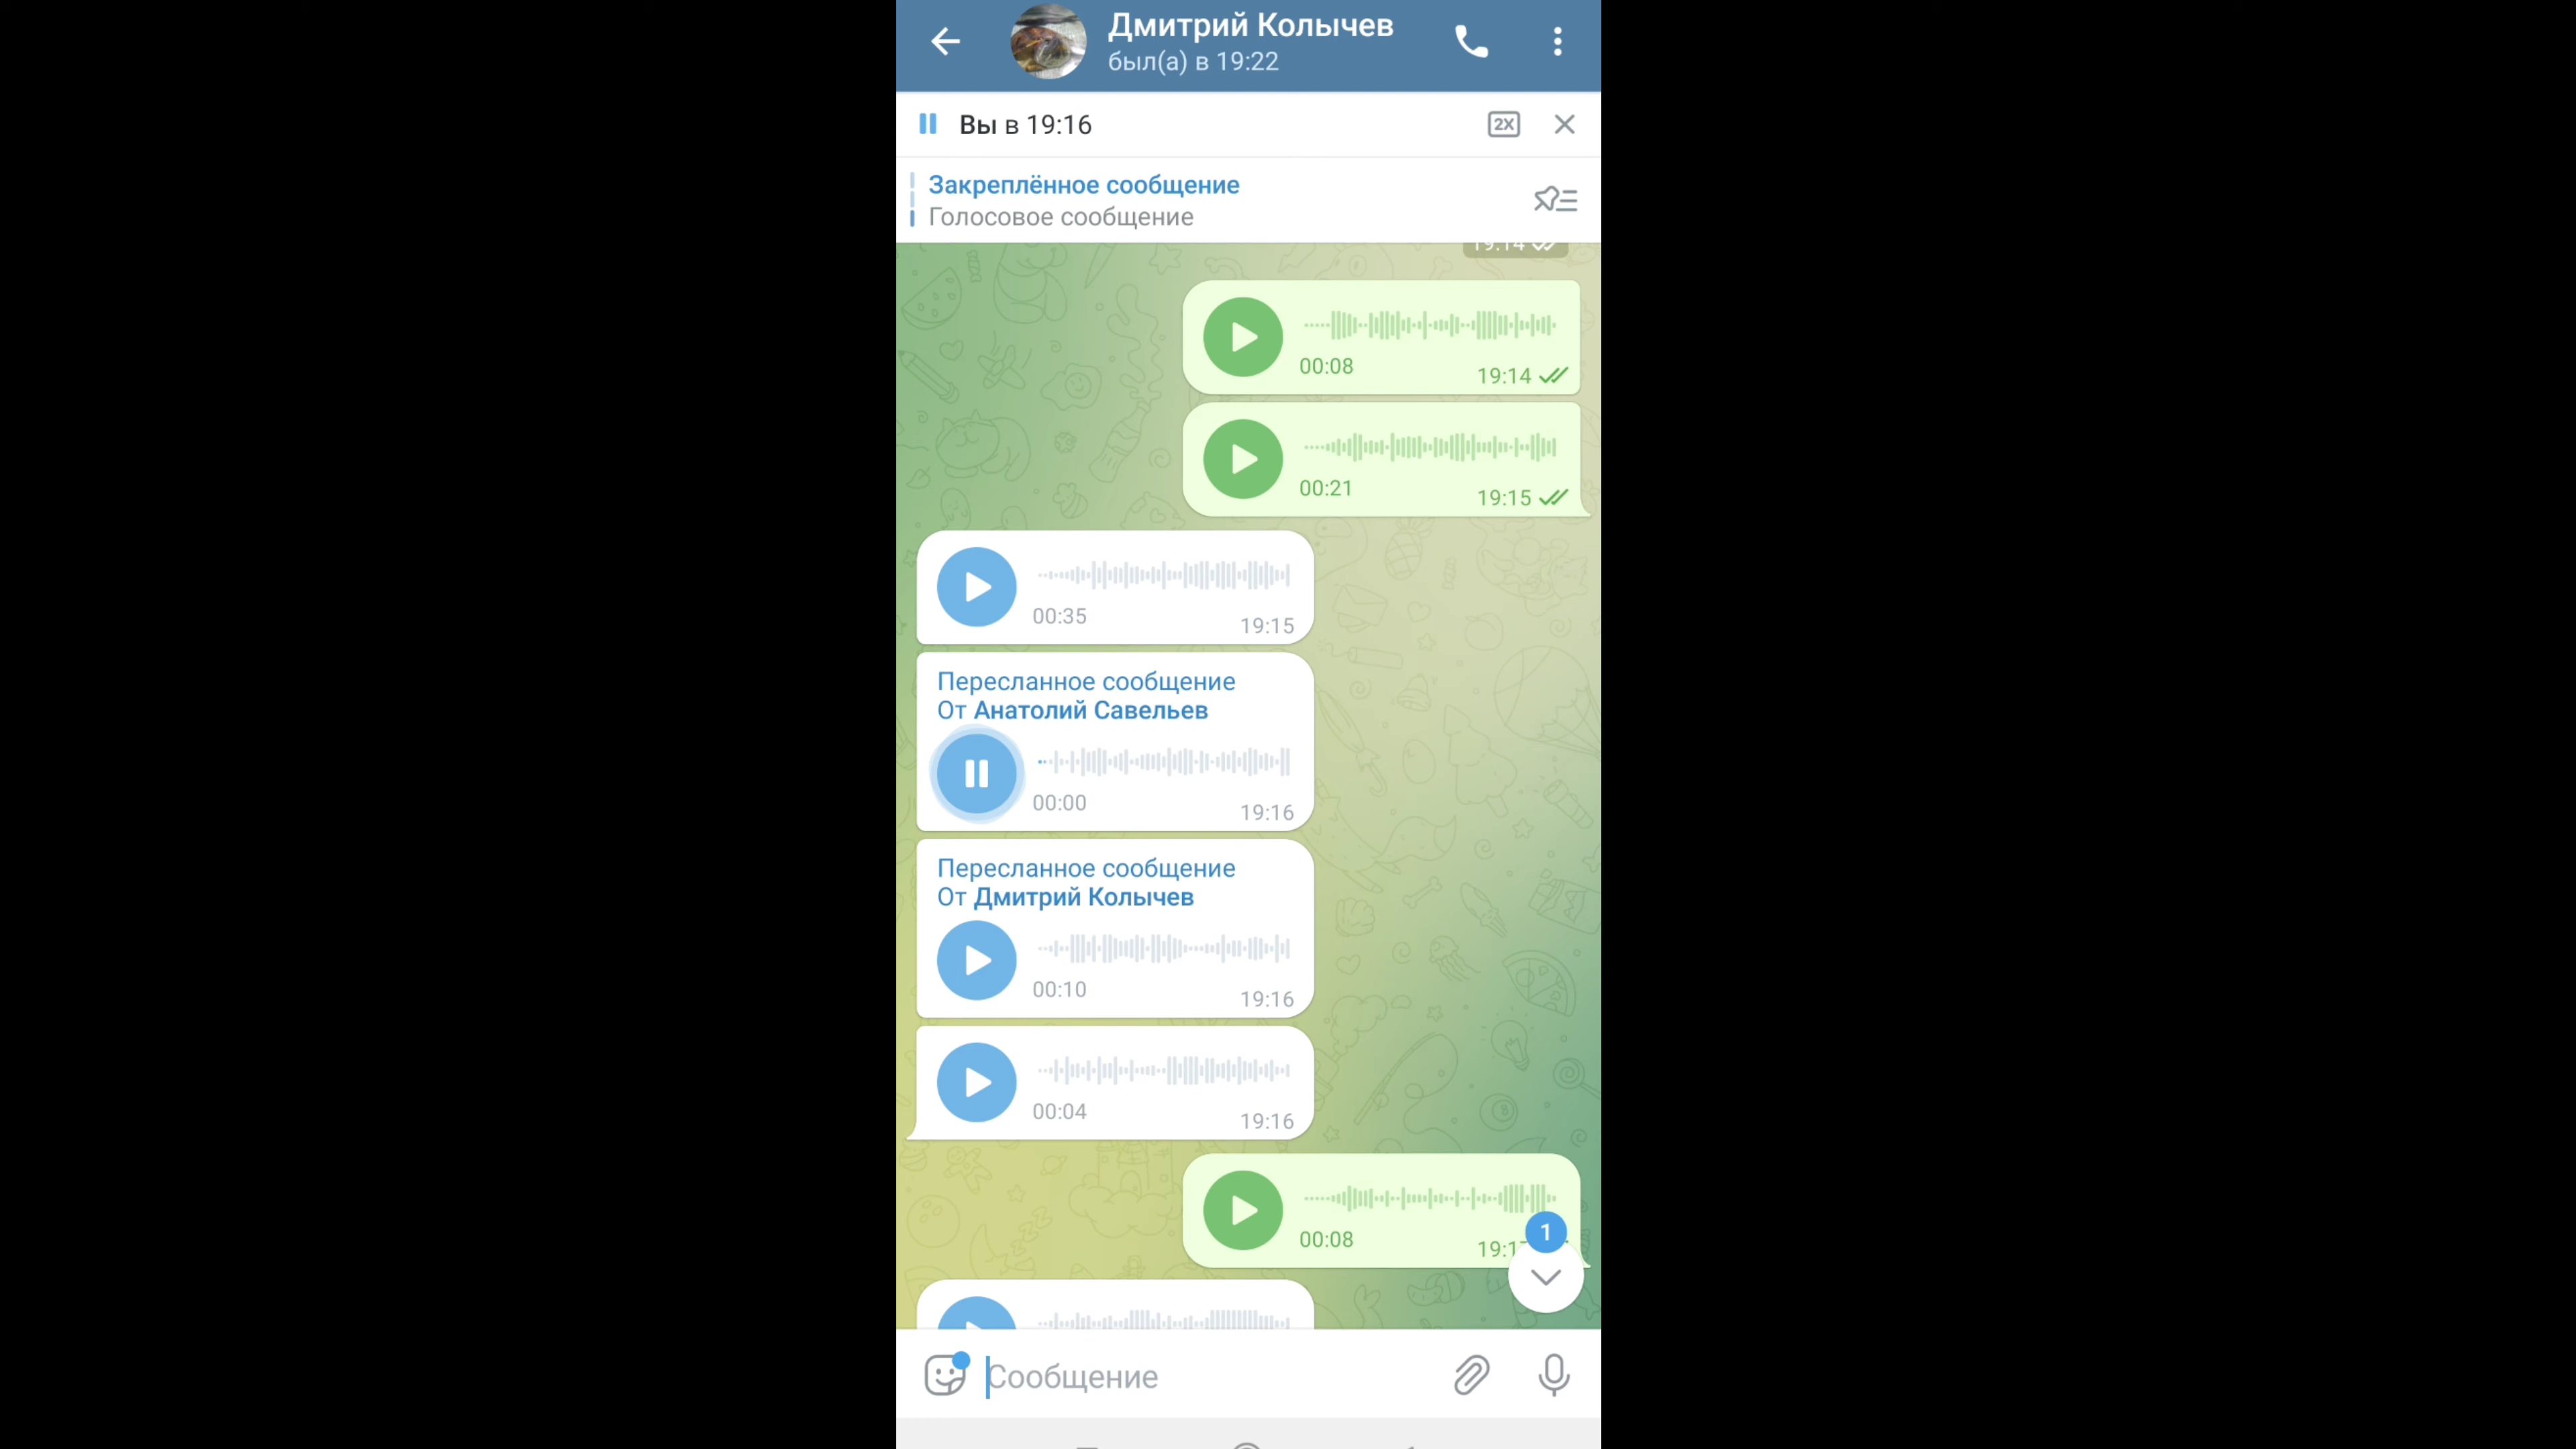 Дмитрий Колычев
был(а) в 19:22
Вы в 19:16
2X
Закреплённое сообщение
Голосовое сообщение
19:14
00:08
19:14
00:21
19:15
00:35
19:15
Пересланное сообщение
От Анатолий Савельев
00:00
19:16
Пересланное сообщение
От Дмитрий Колычев
00:10
19:16
00:04
19:16
00:08
1
Сообщение